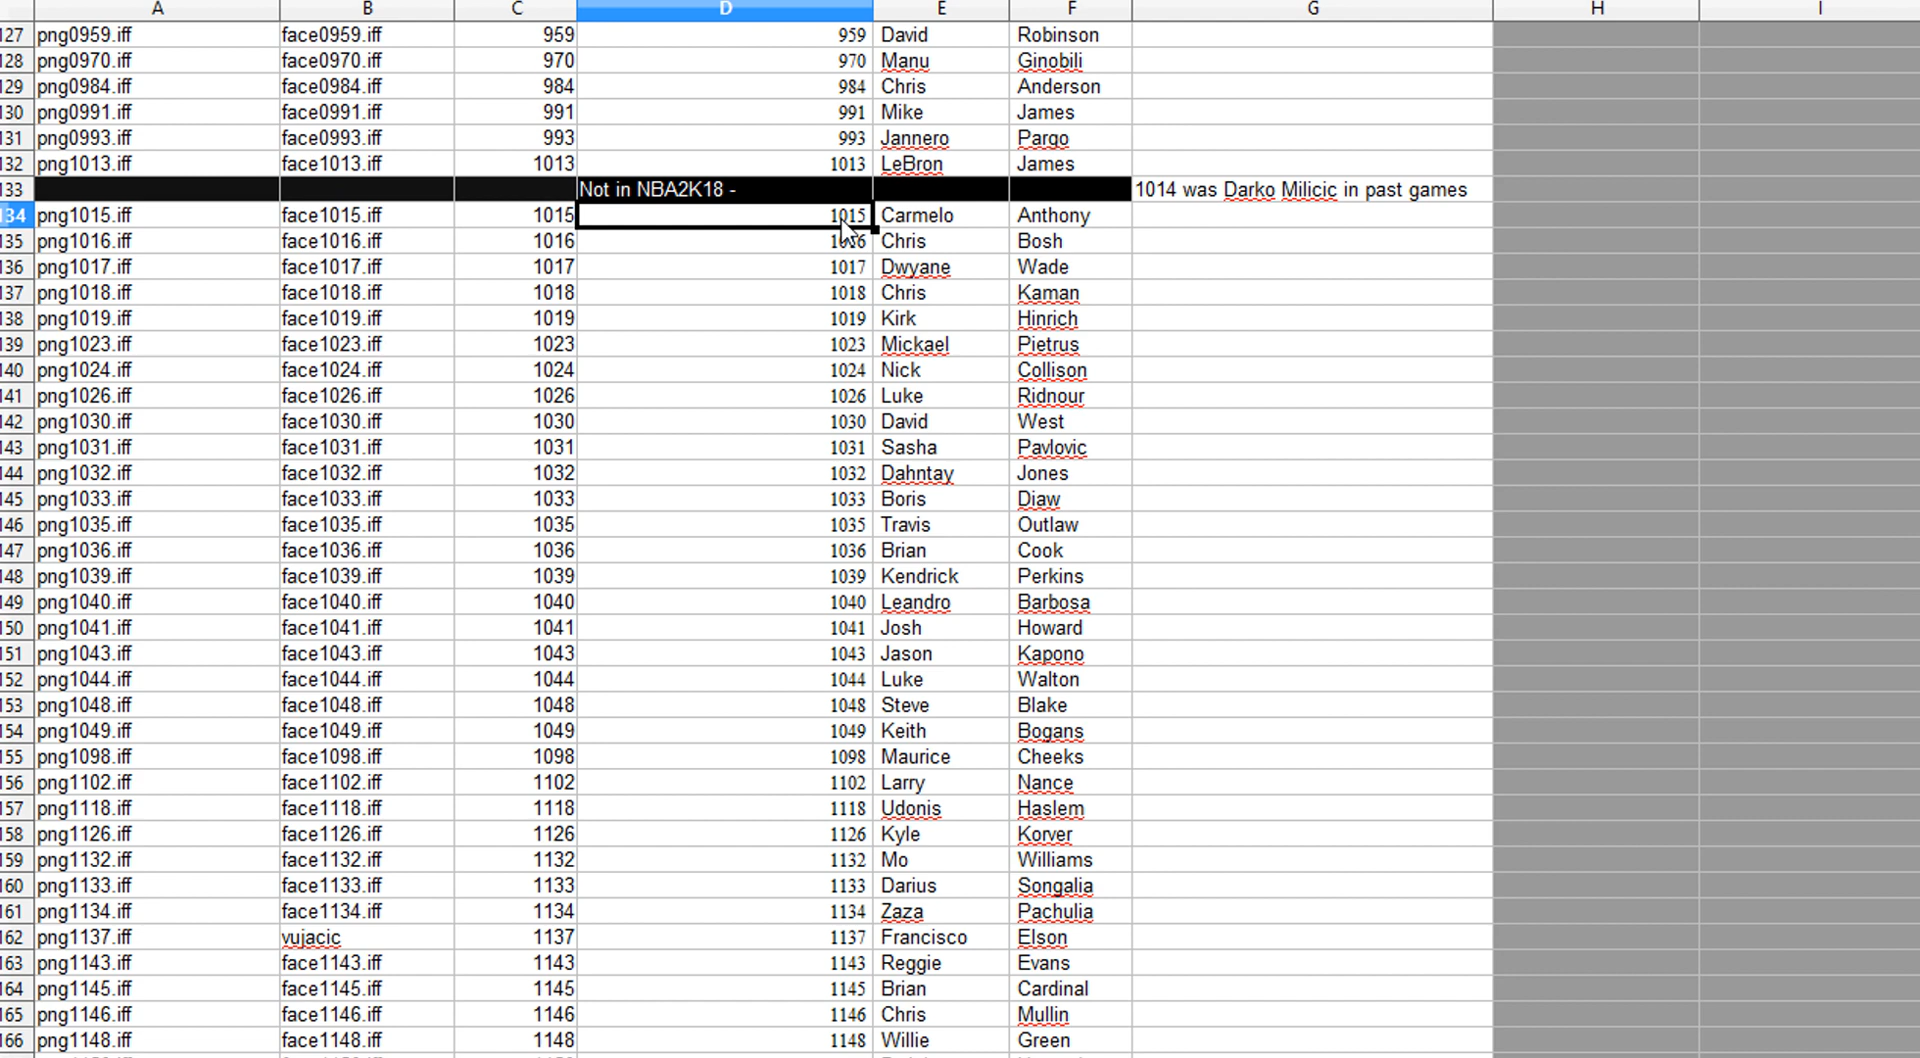 A B C D E F G H I
127 png0959.iff face0959.iff 959 959 David Robinson
128 png0970.iff face0970.iff 970 970 Manu Ginobili
129 png0984.iff face0984.iff 984 984 Chris Anderson
130 png0991.iff face0991.iff 991 991 Mike James
131 png0993.iff face0993.iff 993 993 Jannero Pargo
132 png1013.iff face1013.iff 1013 1013 LeBron James
133 Not in NBA2K18 - 1014 was Darko Milicic in past games
134 png1015.iff face1015.iff 1015 1015 Carmelo Anthony
135 png1016.iff face1016.iff 1016 1016 Chris Bosh
136 png1017.iff face1017.iff 1017 1017 Dwyane Wade
137 png1018.iff face1018.iff 1018 1018 Chris Kaman
138 png1019.iff face1019.iff 1019 1019 Kirk Hinrich
139 png1023.iff face1023.iff 1023 1023 Mickael Pietrus
140 png1024.iff face1024.iff 1024 1024 Nick Collison
141 png1026.iff face1026.iff 1026 1026 Luke Ridnour
142 png1030.iff face1030.iff 1030 1030 David West
143 png1031.iff face1031.iff 1031 1031 Sasha Pavlovic
144 png1032.iff face1032.iff 1032 1032 Dahntay Jones
145 png1033.iff face1033.iff 1033 1033 Boris Diaw
146 png1035.iff face1035.iff 1035 1035 Travis Outlaw
147 png1036.iff face1036.iff 1036 1036 Brian Cook
148 png1039.iff face1039.iff 1039 1039 Kendrick Perkins
149 png1040.iff face1040.iff 1040 1040 Leandro Barbosa
150 png1041.iff face1041.iff 1041 1041 Josh Howard
151 png1043.iff face1043.iff 1043 1043 Jason Kapono
152 png1044.iff face1044.iff 1044 1044 Luke Walton
153 png1048.iff face1048.iff 1048 1048 Steve Blake
154 png1049.iff face1049.iff 1049 1049 Keith Bogans
155 png1098.iff face1098.iff 1098 1098 Maurice Cheeks
156 png1102.iff face1102.iff 1102 1102 Larry Nance
157 png1118.iff face1118.iff 1118 1118 Udonis Haslem
158 png1126.iff face1126.iff 1126 1126 Kyle Korver
159 png1132.iff face1132.iff 1132 1132 Mo Williams
160 png1133.iff face1133.iff 1133 1133 Darius Songalia
161 png1134.iff face1134.iff 1134 1134 Zaza Pachulia
162 png1137.iff vujacic 1137 1137 Francisco Elson
163 png1143.iff face1143.iff 1143 1143 Reggie Evans
164 png1145.iff face1145.iff 1145 1145 Brian Cardinal
165 png1146.iff face1146.iff 1146 1146 Chris Mullin
166 png1148.iff face1148.iff 1148 1148 Willie Green